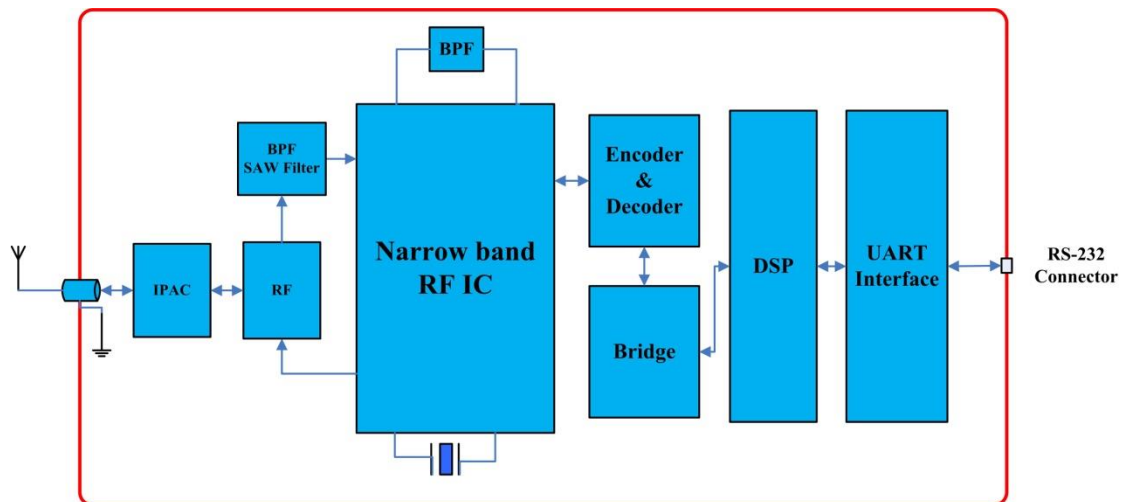 BPF
BPF
SAW Filter
Encoder
&
Decoder
Narrow band
RF IC
IPAC
RF
DSP
UART
Interface
RS-232
Connector
Bridge